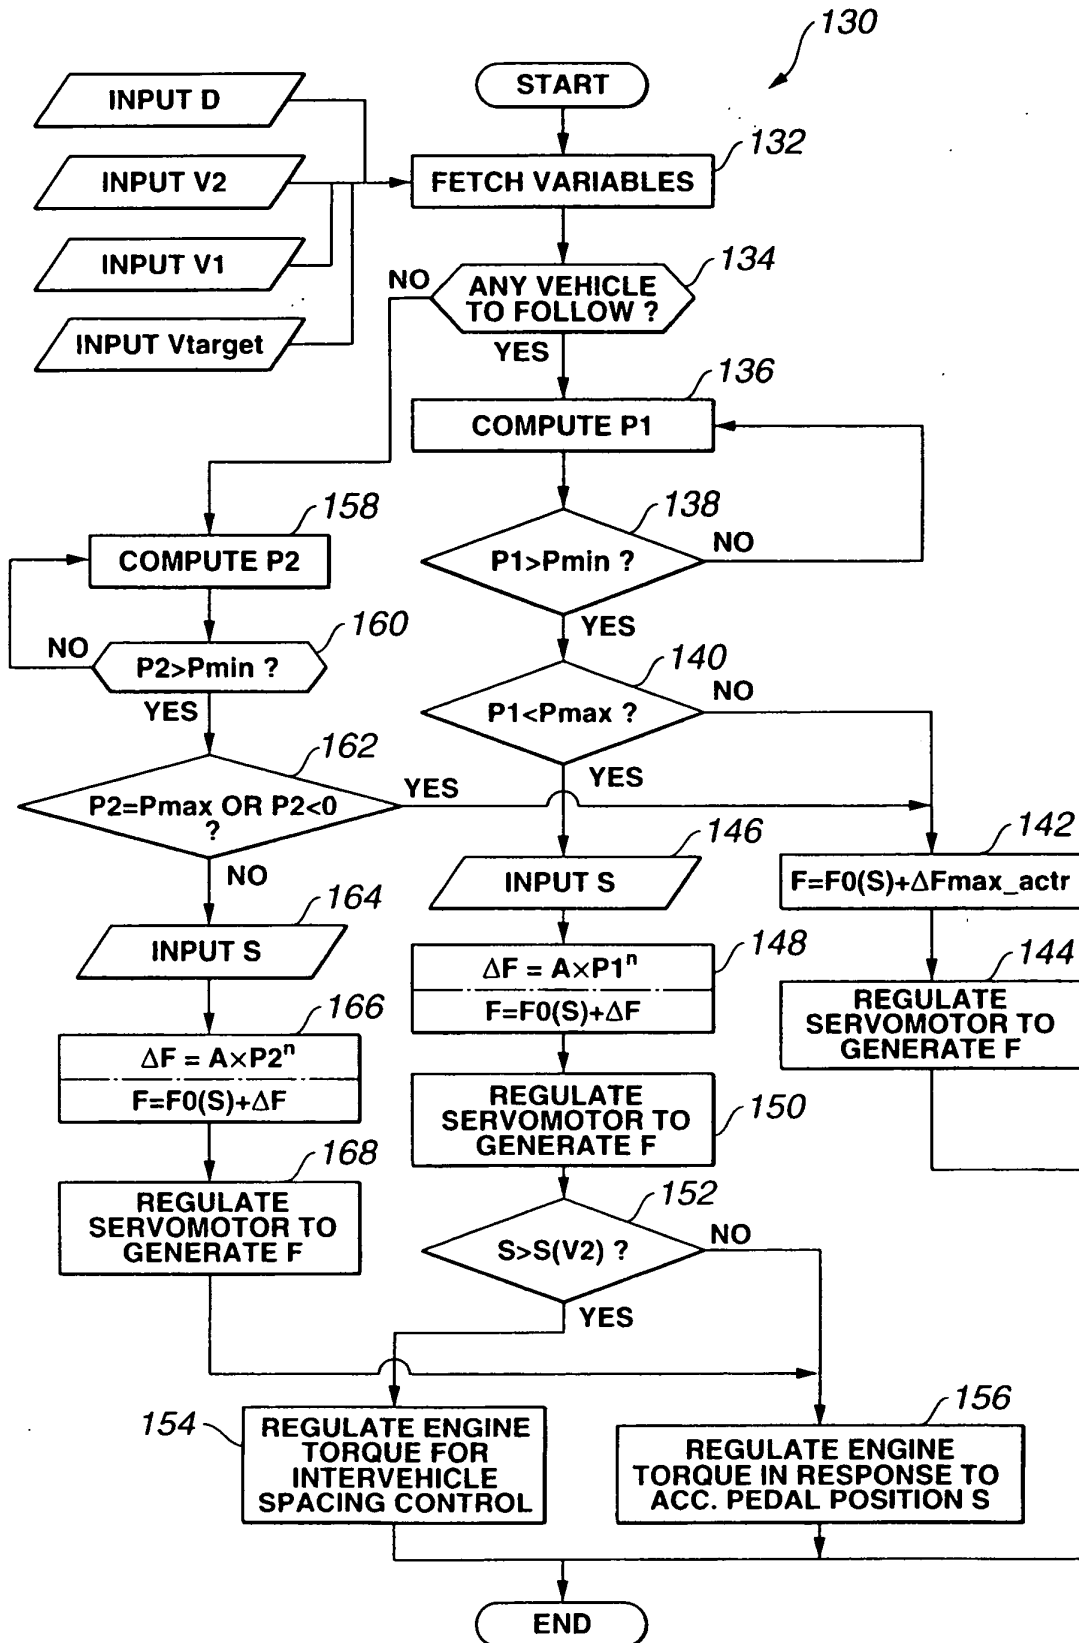 130
START
INPUT D
132
INPUT V2
FETCH VARIABLES
INPUT V1
134
NO
ANY VEHICLE
TO FOLLOW ?
INPUT Vtarget
YES
136
COMPUTE P1
158
138
COMPUTE P2
P1>Pmin ?
NO
160
YES
NO
P2>Pmin ?
140
NO
YES
P1<Pmax ?
162
YES
YES
P2=Pmax OR P2<0
?
NO
146
142
INPUT S
F=F0(S)+ΔFmax_actr
164
INPUT S
148
ΔF = A×P1ⁿ
F=F0(S)+ΔF
144
REGULATE
SERVOMOTOR TO
GENERATE F
166
ΔF = A×P2ⁿ
F=F0(S)+ΔF
REGULATE
SERVOMOTOR TO
GENERATE F
150
168
REGULATE
SERVOMOTOR TO
GENERATE F
152
NO
S>S(V2) ?
YES
154
REGULATE ENGINE
TORQUE FOR
INTERVEHICLE
SPACING CONTROL
156
REGULATE ENGINE
TORQUE IN RESPONSE TO
ACC. PEDAL POSITION S
END